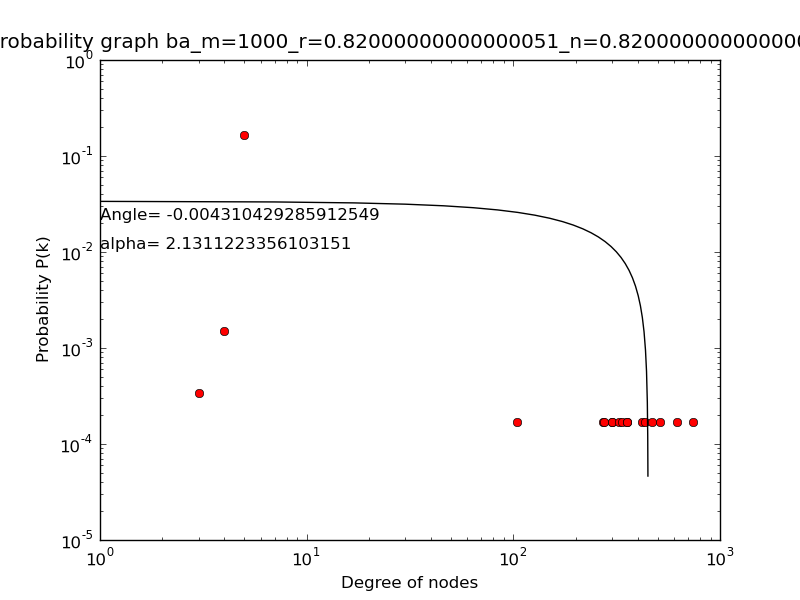 robability graph ba_m=1000_r=0.82000000000000051_n=0.8200000000000000
10^0
10^-1
Angle= -0.004310429285912549
alpha= 2.1311223356103151
10^-2
Probability P(k)
10^-3
10^-4
10^-5
10^0 10^1 10^2 10^3
Degree of nodes